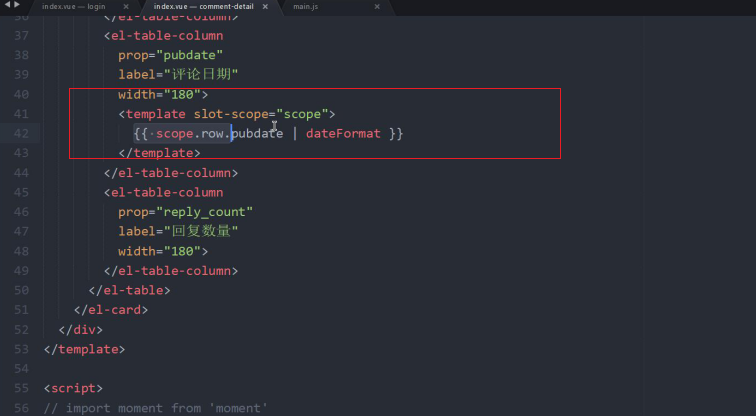 index.vue — login
index.vue — comment-detail
main.js
36 </el-table-column>
37 <el-table-column
38 prop="pubdate"
39 label="评论日期"
40 width="180">
41 <template slot-scope="scope">
42 {{ scope.row.pubdate | dateFormat }}
43 </template>
44 </el-table-column>
45 <el-table-column
46 prop="reply_count"
47 label="回复数量"
48 width="180">
49 </el-table-column>
50 </el-table>
51 </el-card>
52 </div>
53 </template>
54
55 <script>
56 // import moment from 'moment'